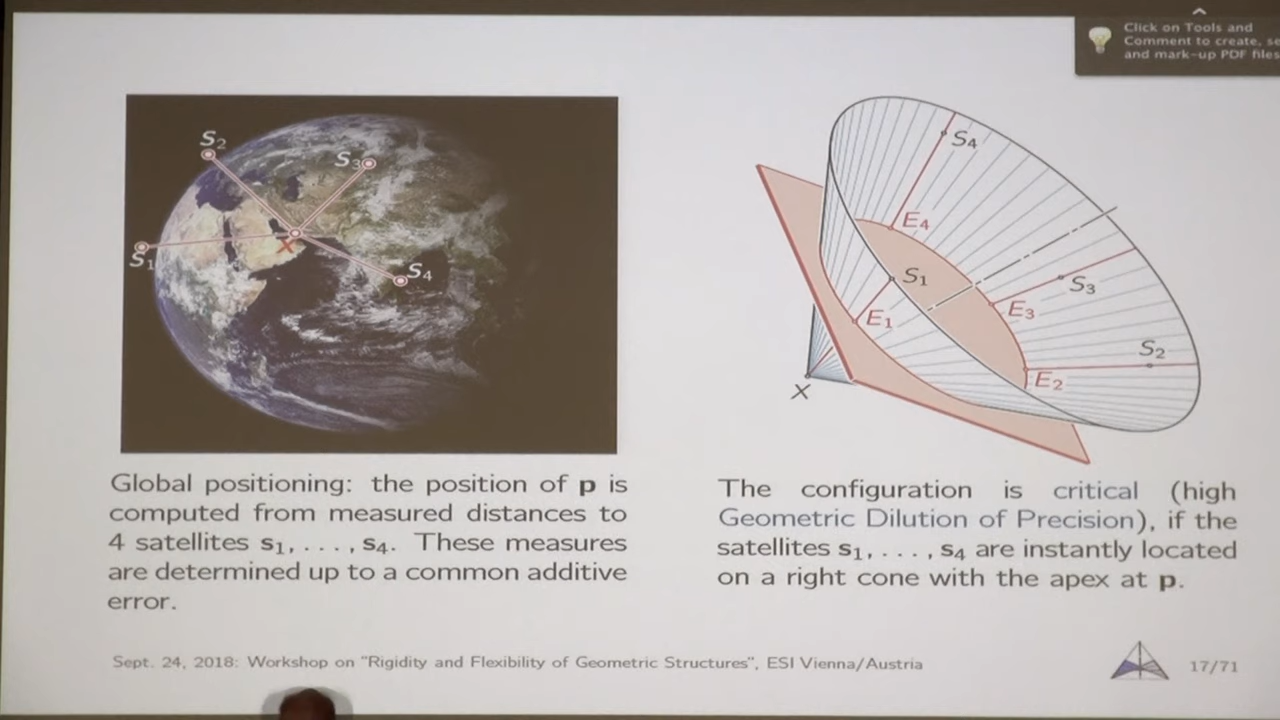 Click on Tools and
Comment to create, se
and mark-up PDF files
S₂
S₃
S₁
X
S₄
S₄
E₄
S₁
S₃
E₃
E₁
S₂
E₂
X
Global positioning: the position of p is
computed from measured distances to
4 satellites s₁, . . . , s₄. These measures
are determined up to a common additive
error.
The configuration is critical (high
Geometric Dilution of Precision), if the
satellites s₁, . . . , s₄ are instantly located
on a right cone with the apex at p.
Sept. 24, 2018: Workshop on "Rigidity and Flexibility of Geometric Structures", ESI Vienna/Austria
17/71